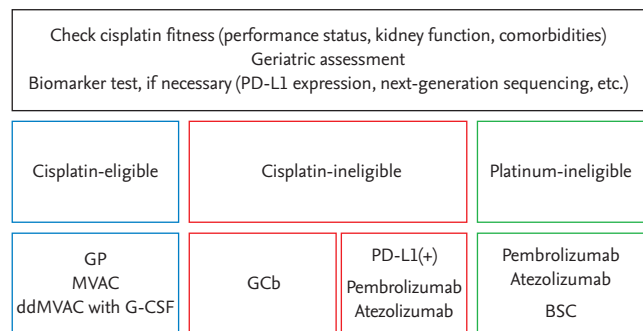 Check cisplatin fitness (performance status, kidney function, comorbidities)
Geriatric assessment
Biomarker test, if necessary (PD-L1 expression, next-generation sequencing, etc.)
Cisplatin-eligible
Cisplatin-ineligible
Platinum-ineligible
GP
MVAC
ddMVAC with G-CSF
GCb
PD-L1(+)
Pembrolizumab
Atezolizumab
Pembrolizumab
Atezolizumab
BSC